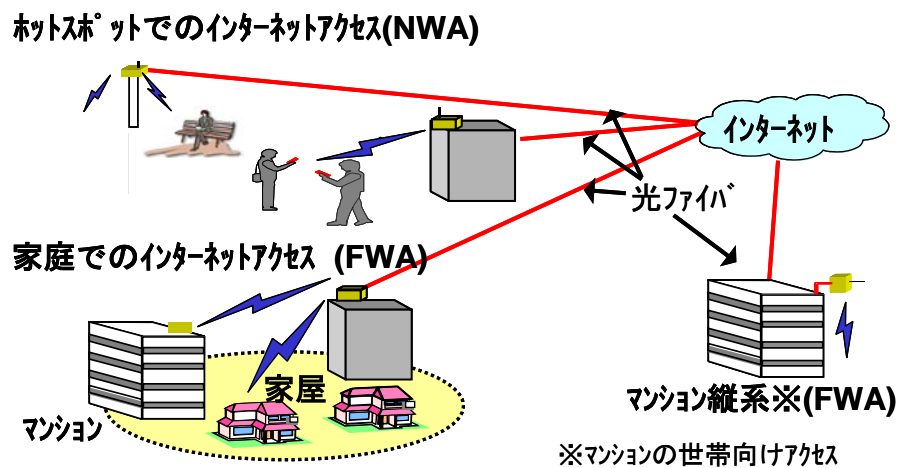 ﾎｯﾄｽﾎﾟｯﾄでのｲﾝﾀｰﾈｯﾄｱｸｾｽ(NWA)
インターネット
光ファイバ
家庭でのｲﾝﾀｰﾈｯﾄｱｸｾｽ (FWA)
家屋
マンション
マンション縦系※(FWA)
※マンションの世帯向けアクセス